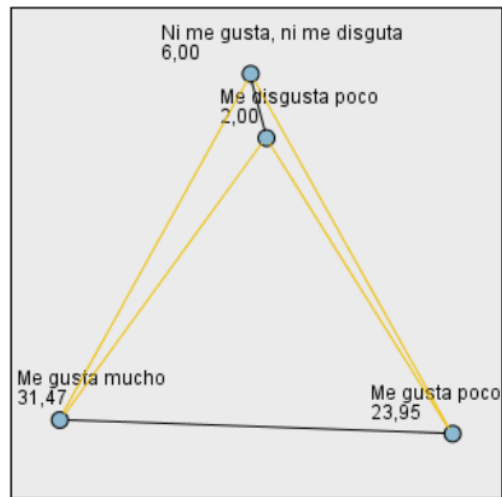 Ni me gusta, ni me disguta
6,00
Me disgusta poco
2,00
Me gusta mucho
31,47
Me gusta poco
23,95